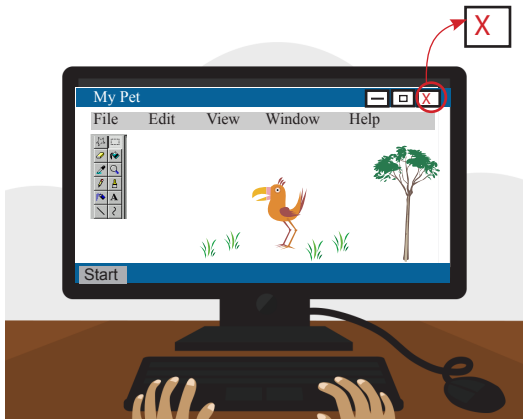 X
My Pet
X
File Edit View Window Help
A
Start